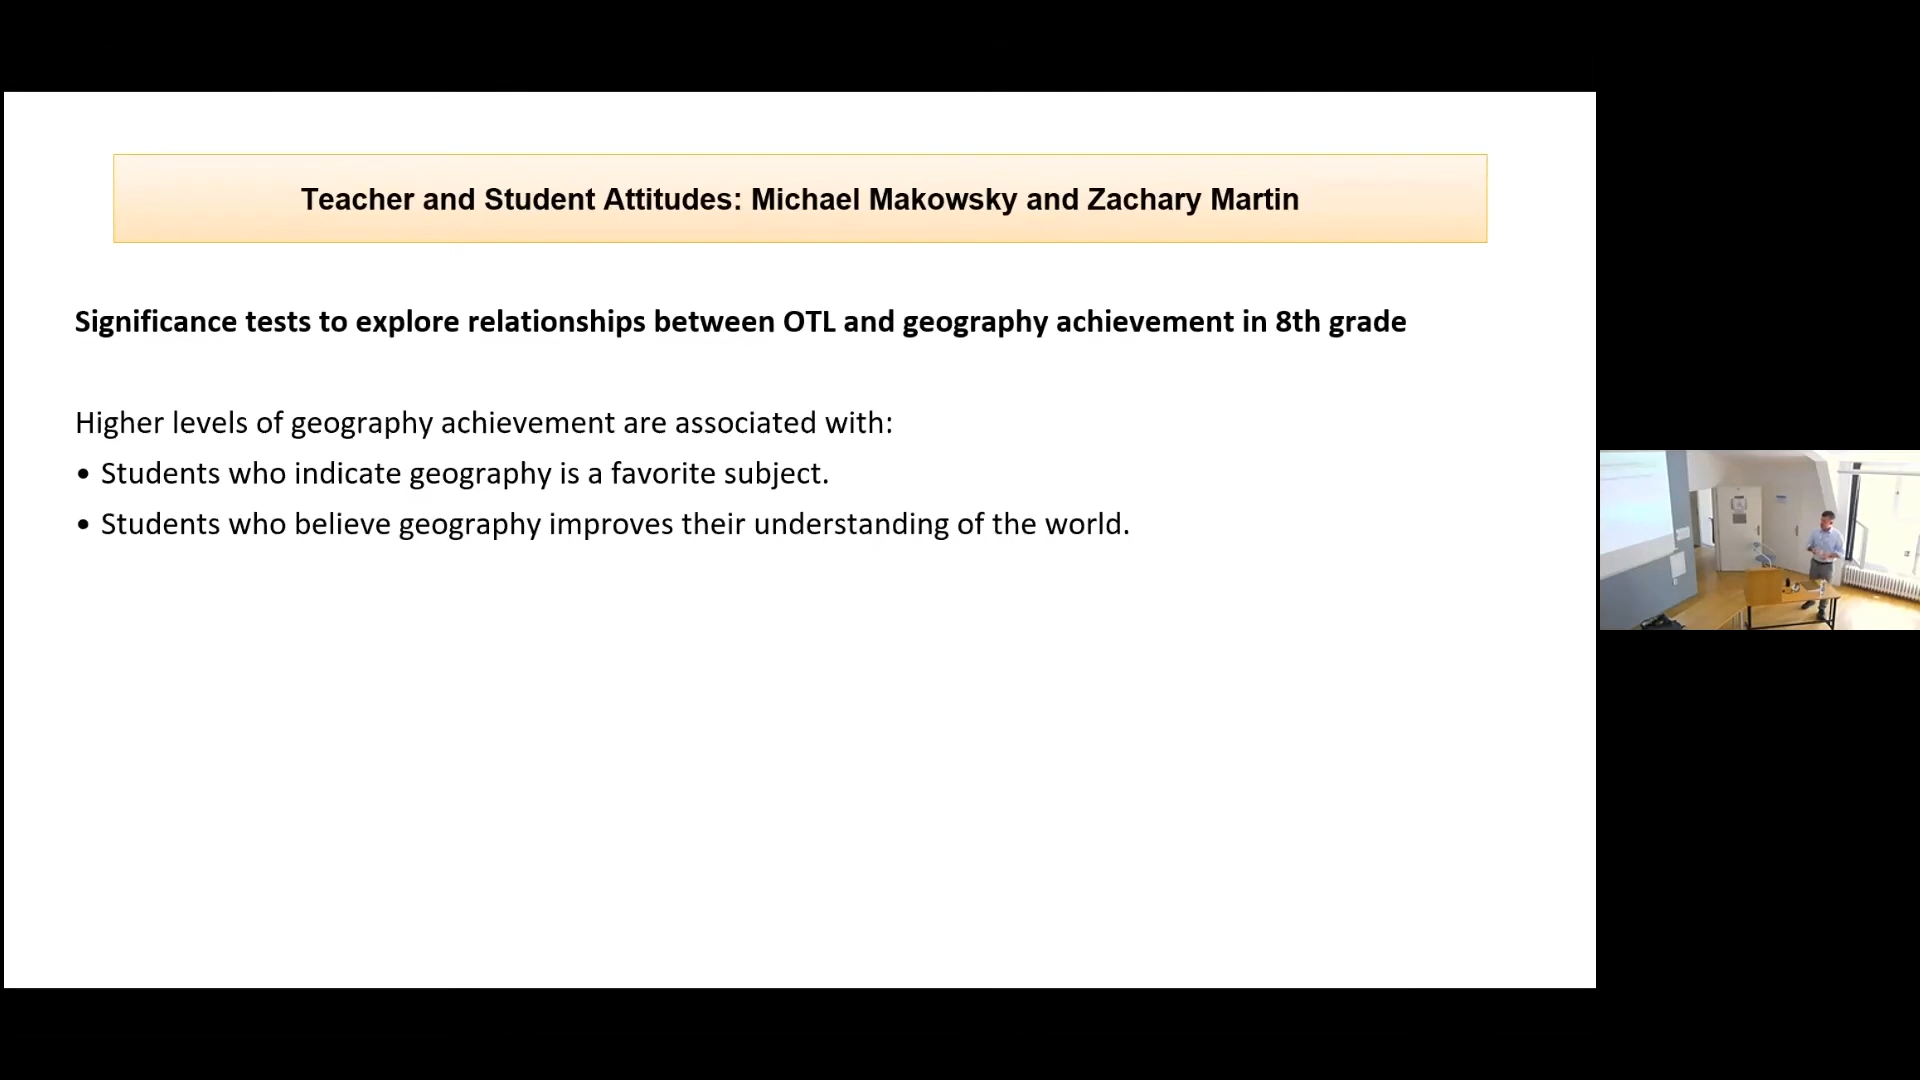 Teacher and Student Attitudes: Michael Makowsky and Zachary Martin
Significance tests to explore relationships between OTL and geography achievement in 8th grade
Higher levels of geography achievement are associated with:
• Students who indicate geography is a favorite subject.
• Students who believe geography improves their understanding of the world.